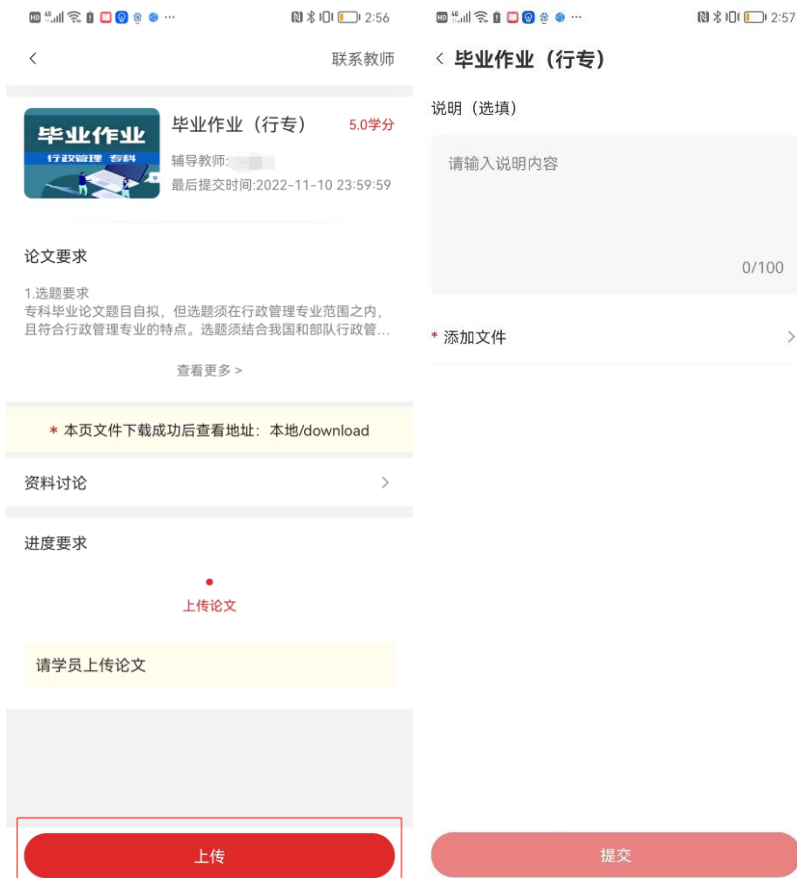 2:56
联系教师
毕业作业
行政管理 专科
毕业作业（行专）
5.0学分
辅导教师:
最后提交时间:2022-11-10 23:59:59
论文要求
1.选题要求
专科毕业论文题目自拟，但选题须在行政管理专业范围之内，
且符合行政管理专业的特点。选题须结合我国和部队行政管...
查看更多 >
* 本页文件下载成功后查看地址：本地/download
资料讨论
进度要求
上传论文
请学员上传论文
上传
2:57
毕业作业（行专）
说明（选填）
请输入说明内容
0/100
* 添加文件
提交